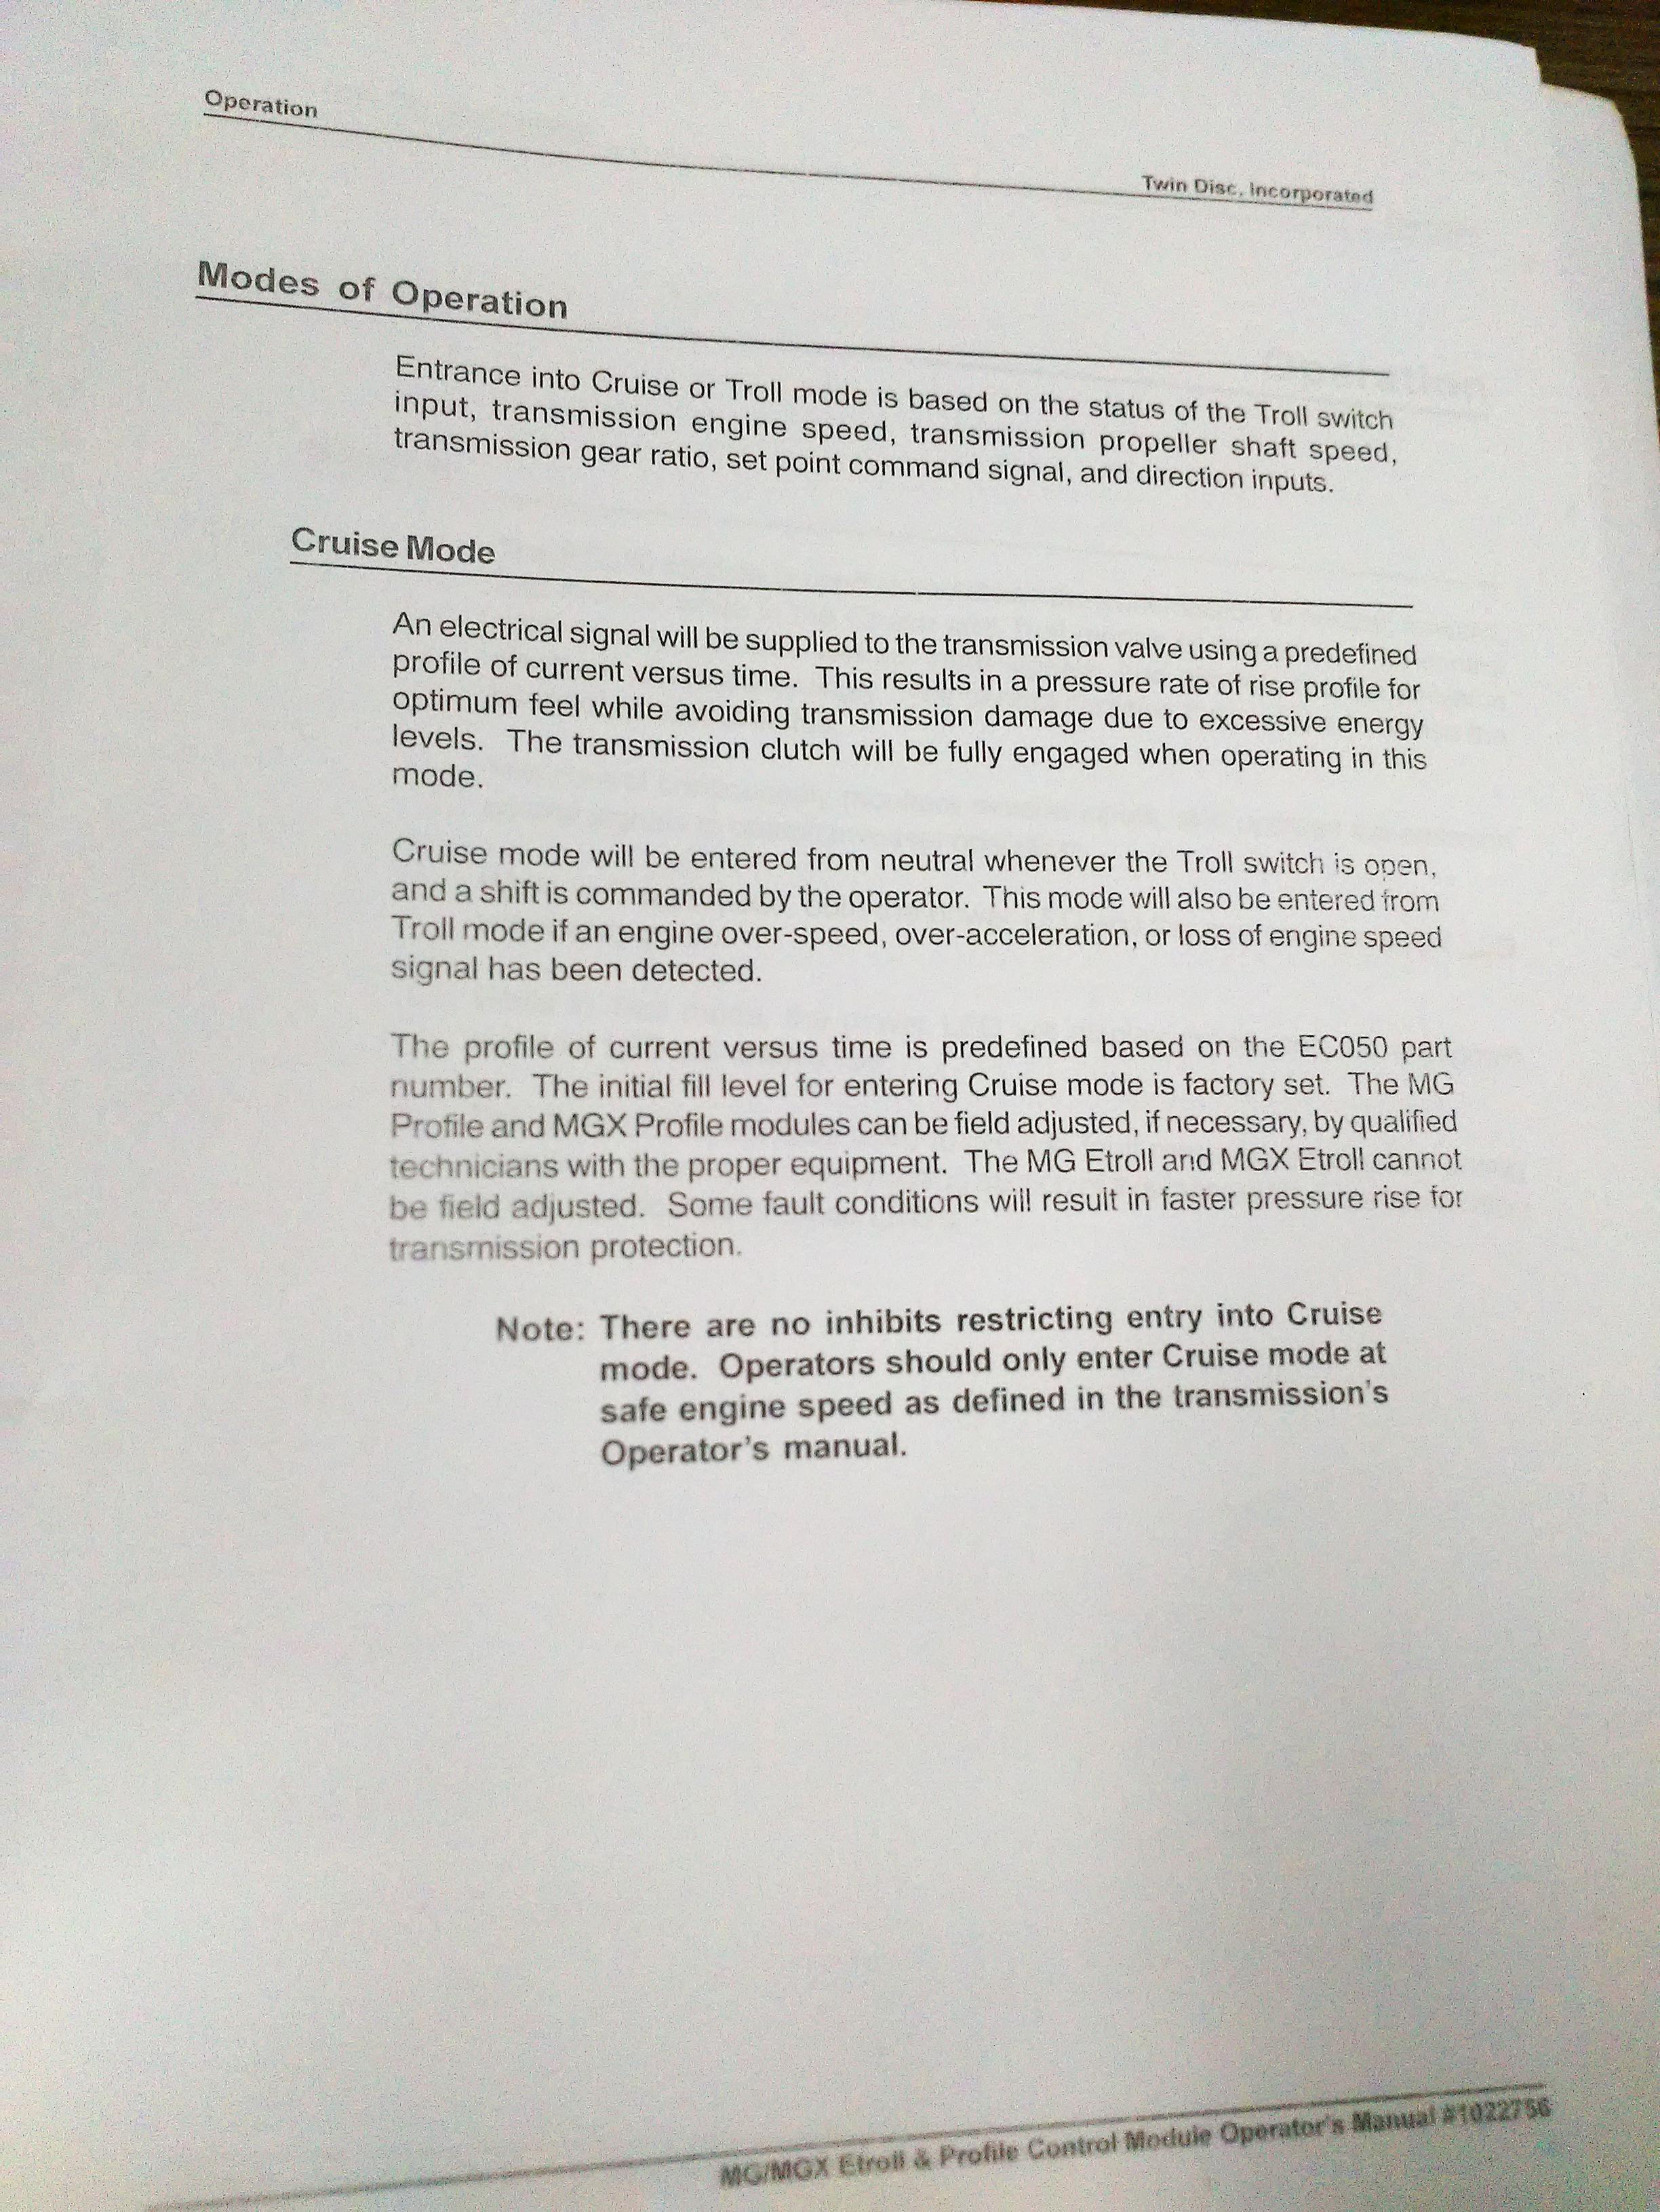 Operation
Twin Disc, Incorporated
Modes of Operation
Entrance into Cruise or Troll mode is based on the status of the Troll switch
input, transmission engine speed, transmission propeller shaft speed,
transmission gear ratio, set point command signal, and direction inputs.
Cruise Mode
An electrical signal will be supplied to the transmission valve using a predefined
profile of current versus time. This results in a pressure rate of rise profile for
optimum feel while avoiding transmission damage due to excessive energy
levels. The transmission clutch will be fully engaged when operating in this
mode.
Cruise mode will be entered from neutral whenever the Troll switch is open,
and a shift is commanded by the operator. This mode will also be entered from
Troll mode if an engine over-speed, over-acceleration, or loss of engine speed
signal has been detected.
The profile of current versus time is predefined based on the EC050 part
number. The initial fill level for entering Cruise mode is factory set. The MG
Profile and MGX Profile modules can be field adjusted, if necessary, by qualified
technicians with the proper equipment. The MG Etroll and MGX Etroll cannot
be field adjusted. Some fault conditions will result in faster pressure rise for
transmission protection.
Note: There are no inhibits restricting entry into Cruise
mode. Operators should only enter Cruise mode at
safe engine speed as defined in the transmission's
Operator's manual.
MG/MGX Etroll & Profile Control Module Operator's Manual #1022756